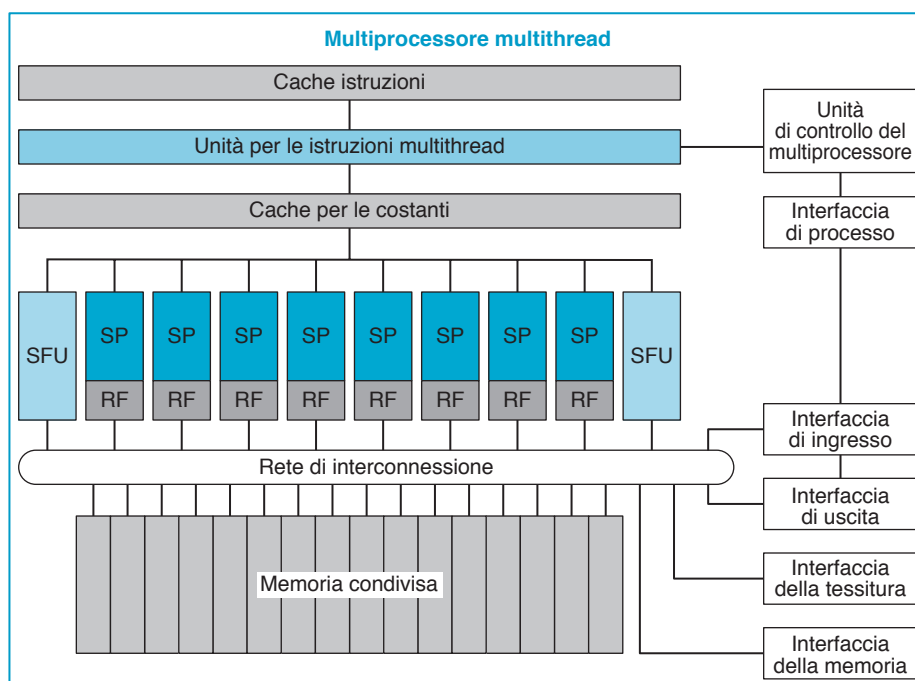 Multiprocessore multithread
Cache istruzioni
Unità per le istruzioni multithread
Cache per le costanti
Unità
di controllo del
multiprocessore
Interfaccia
di processo
SFU
SP
SP
SP
SP
SP
SP
SP
SP
SFU
RF
RF
RF
RF
RF
RF
RF
RF
Interfaccia
di ingresso
Rete di interconnessione
Interfaccia
di uscita
Memoria condivisa
Interfaccia
della tessitura
Interfaccia
della memoria